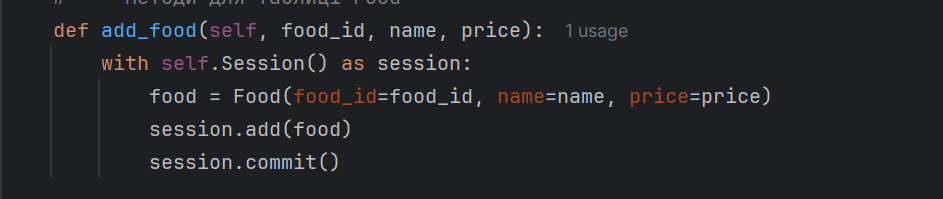 # Методи для таблиці Food
def add_food(self, food_id, name, price): 1 usage
with self.Session() as session:
food = Food(food_id=food_id, name=name, price=price)
session.add(food)
session.commit()